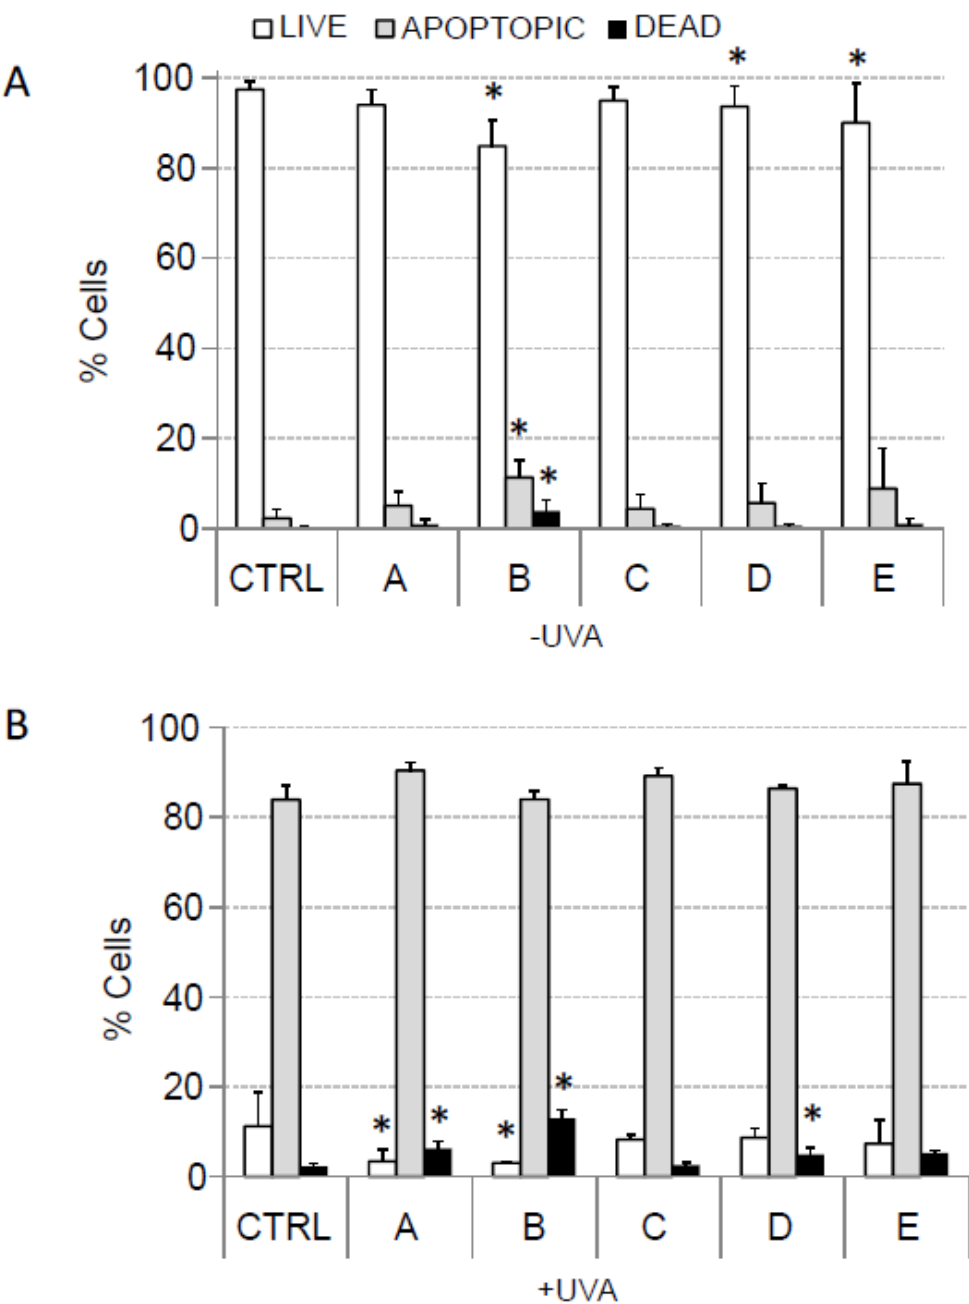 LIVE APOPTOPIC DEAD
A
100
* * *
80
60
% Cells
40
20
* *
0
CTRL A B C D E
-UVA
B
100
80
60
% Cells
40
20
* * * * *
0
CTRL A B C D E
+UVA